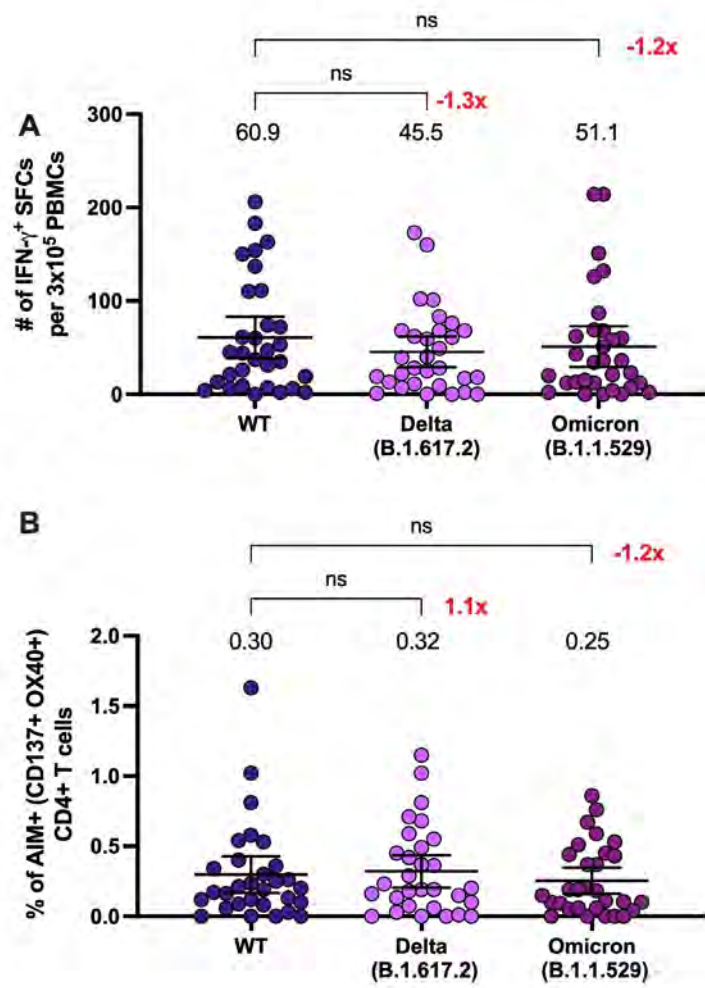 ns
-1.2x
ns
-1.3x
A
300
60.9
45.5
51.1
# of IFN-γ⁺ SFCs
per 3x10⁵ PBMCs
200
100
0
WT
Delta
(B.1.617.2)
Omicron
(B.1.1.529)
B
ns
-1.2x
ns
1.1x
2.0
0.30
0.32
0.25
% of AIM+ (CD137+ OX40+)
CD4+ T cells
1.5
1.0
0.5
0.0
WT
Delta
(B.1.617.2)
Omicron
(B.1.1.529)